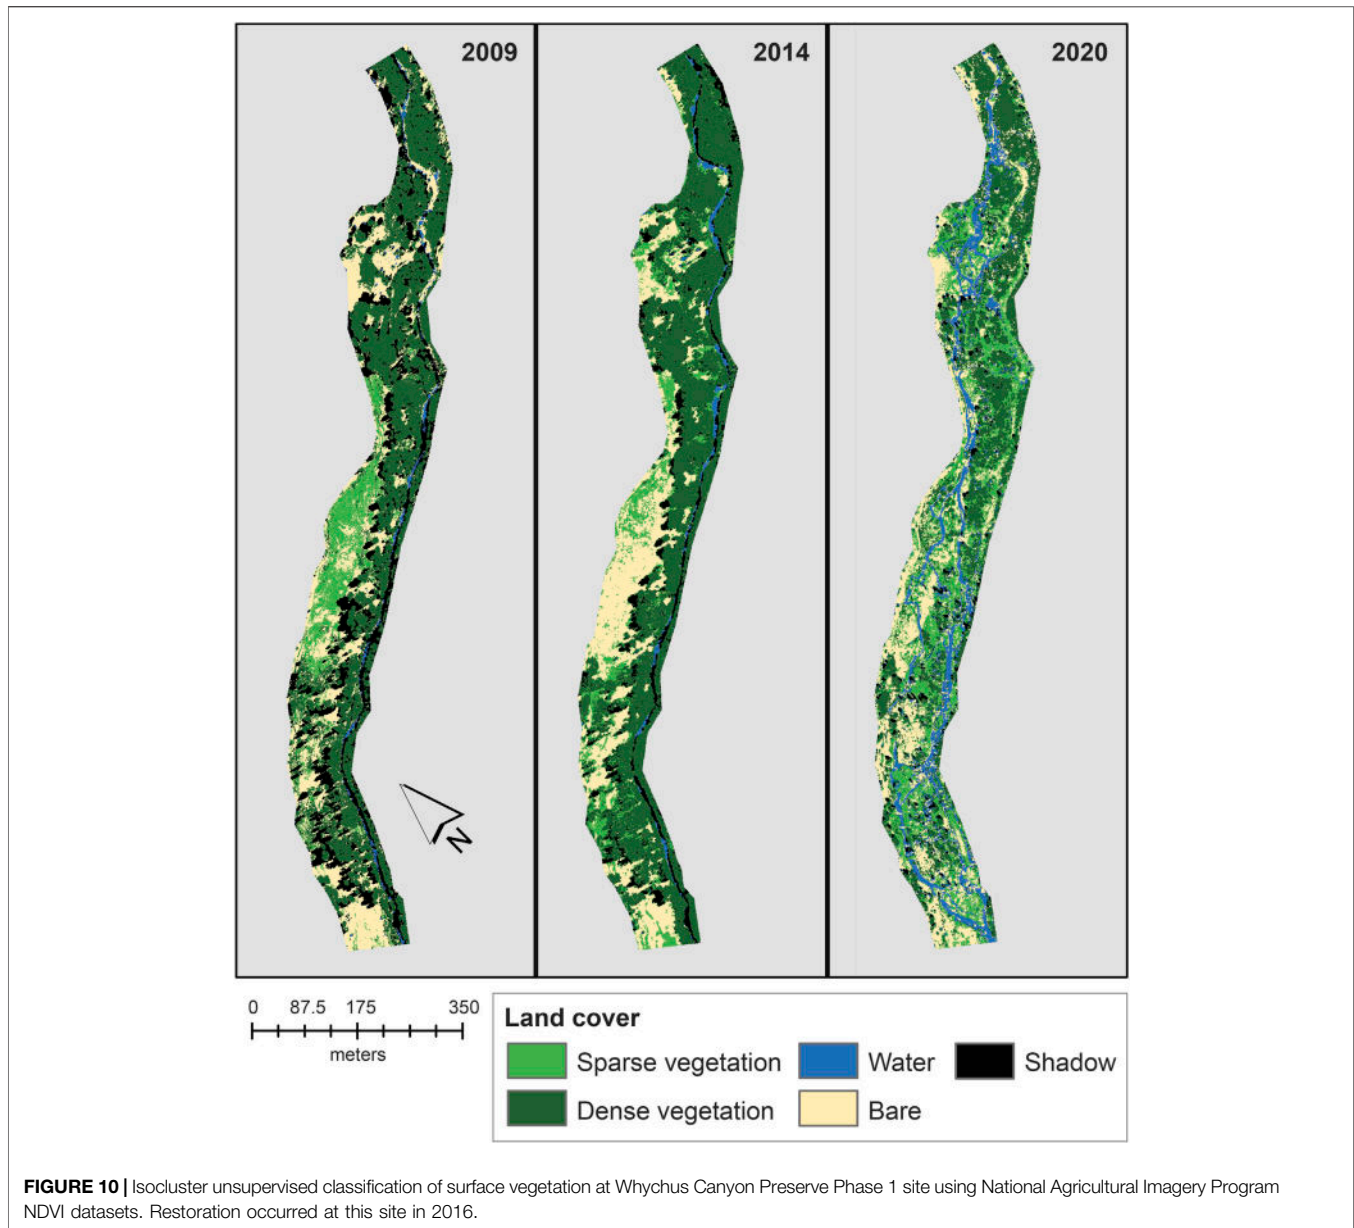 2009
2014
2020
N
0 87.5 175 350
meters
Land cover
Sparse vegetation
Water
Shadow
Dense vegetation
Bare
FIGURE 10 | Isocluster unsupervised classification of surface vegetation at Whychus Canyon Preserve Phase 1 site using National Agricultural Imagery Program
NDVI datasets. Restoration occurred at this site in 2016.